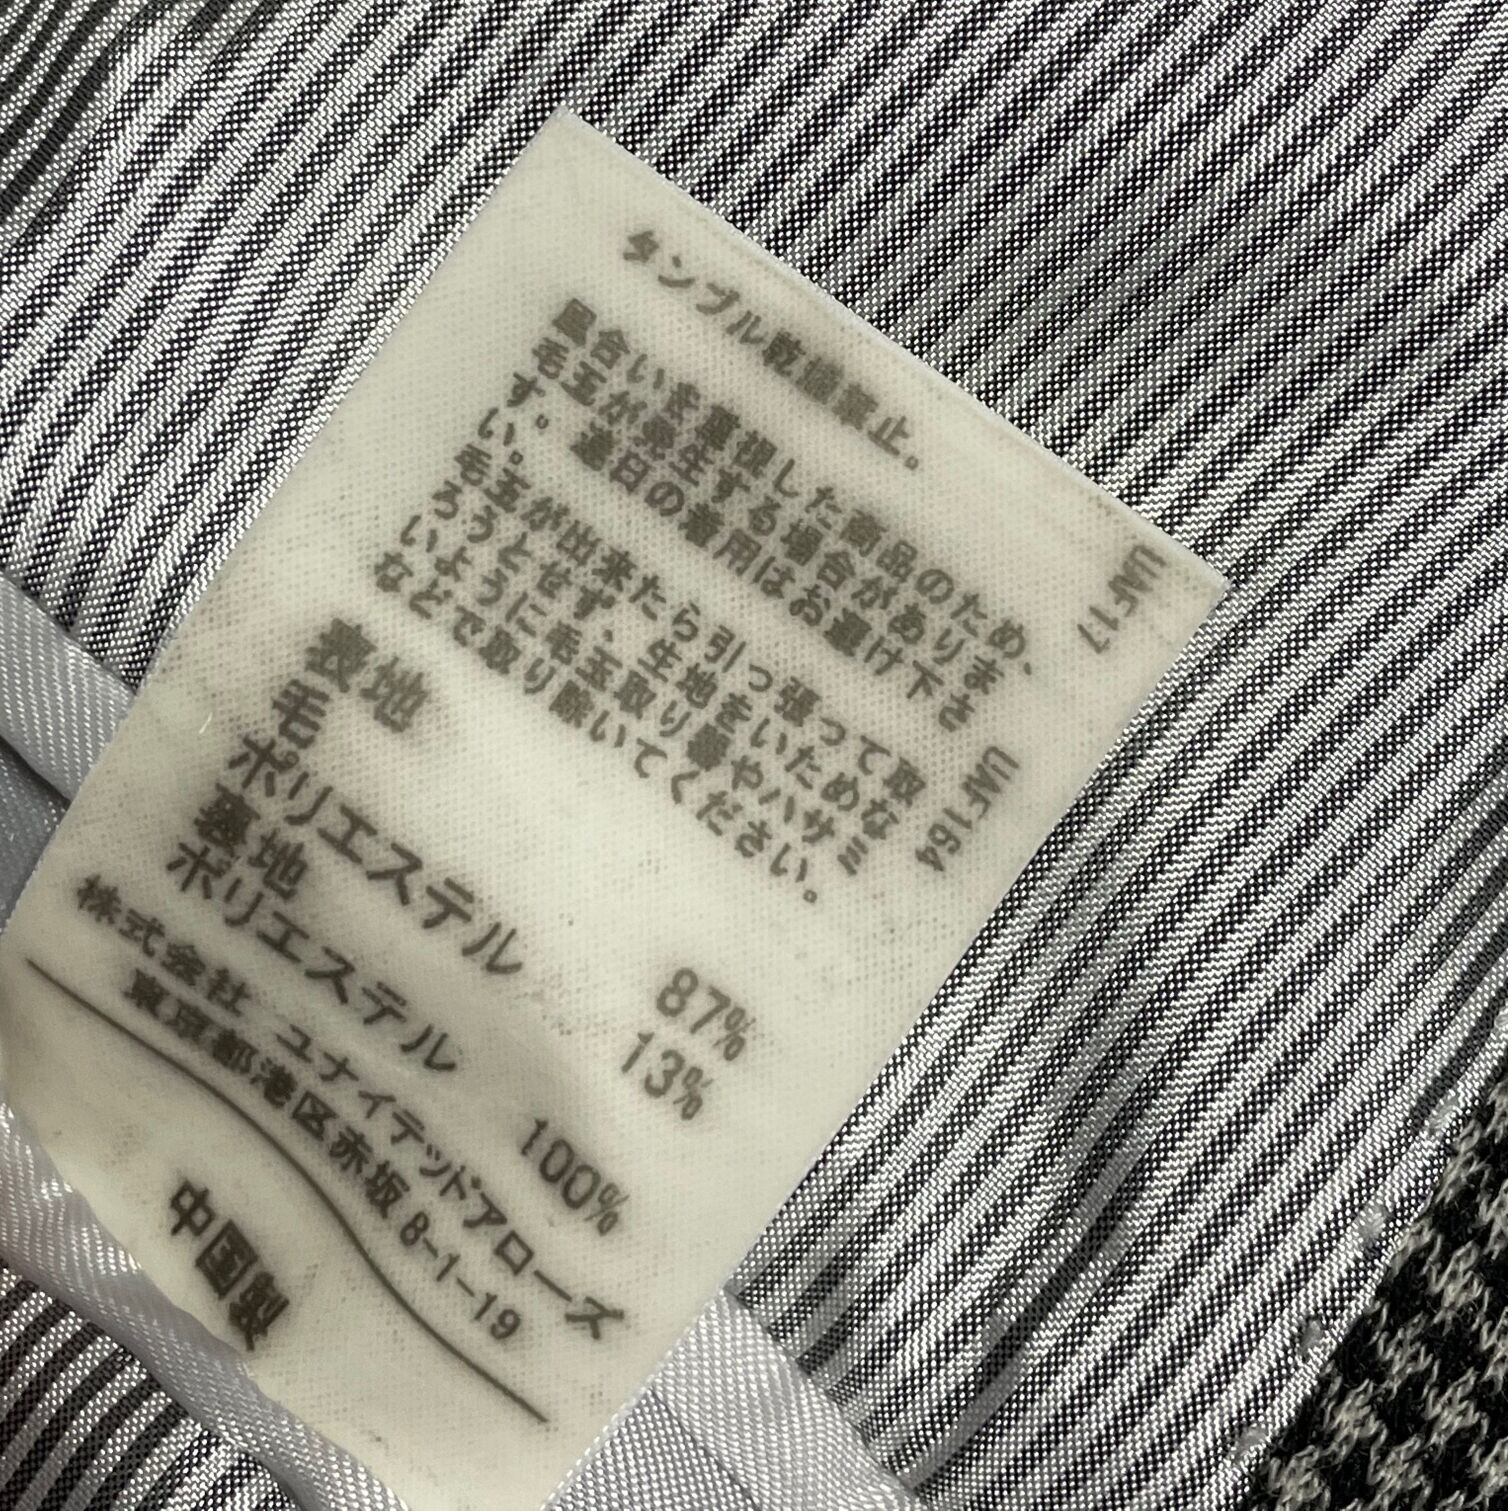 タンブル乾燥禁止。
UAF17
風合いを重視した商品のため、
毛玉が発生する場合がありま
す。連日の着用はお避け下さ
い。
UAF164
毛玉が出来たら引っ張って取
ろうとせず、生地をいためな
いように毛玉取り器やハサミ
などで取り除いてください。
表地
毛 87%
ポリエステル 13%
裏地
ポリエステル 100%
株式会社 ユナイテッドアローズ
東京都港区赤坂8-1-19
中国製